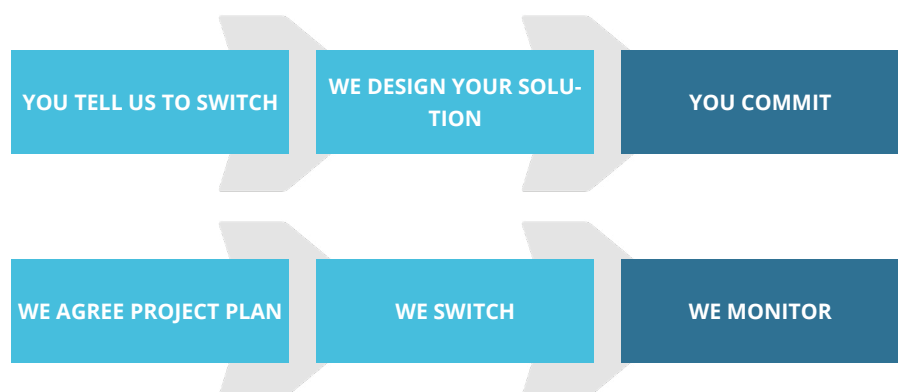 YOU TELL US TO SWITCH
WE DESIGN YOUR SOLU-
TION
YOU COMMIT
WE AGREE PROJECT PLAN
WE SWITCH
WE MONITOR